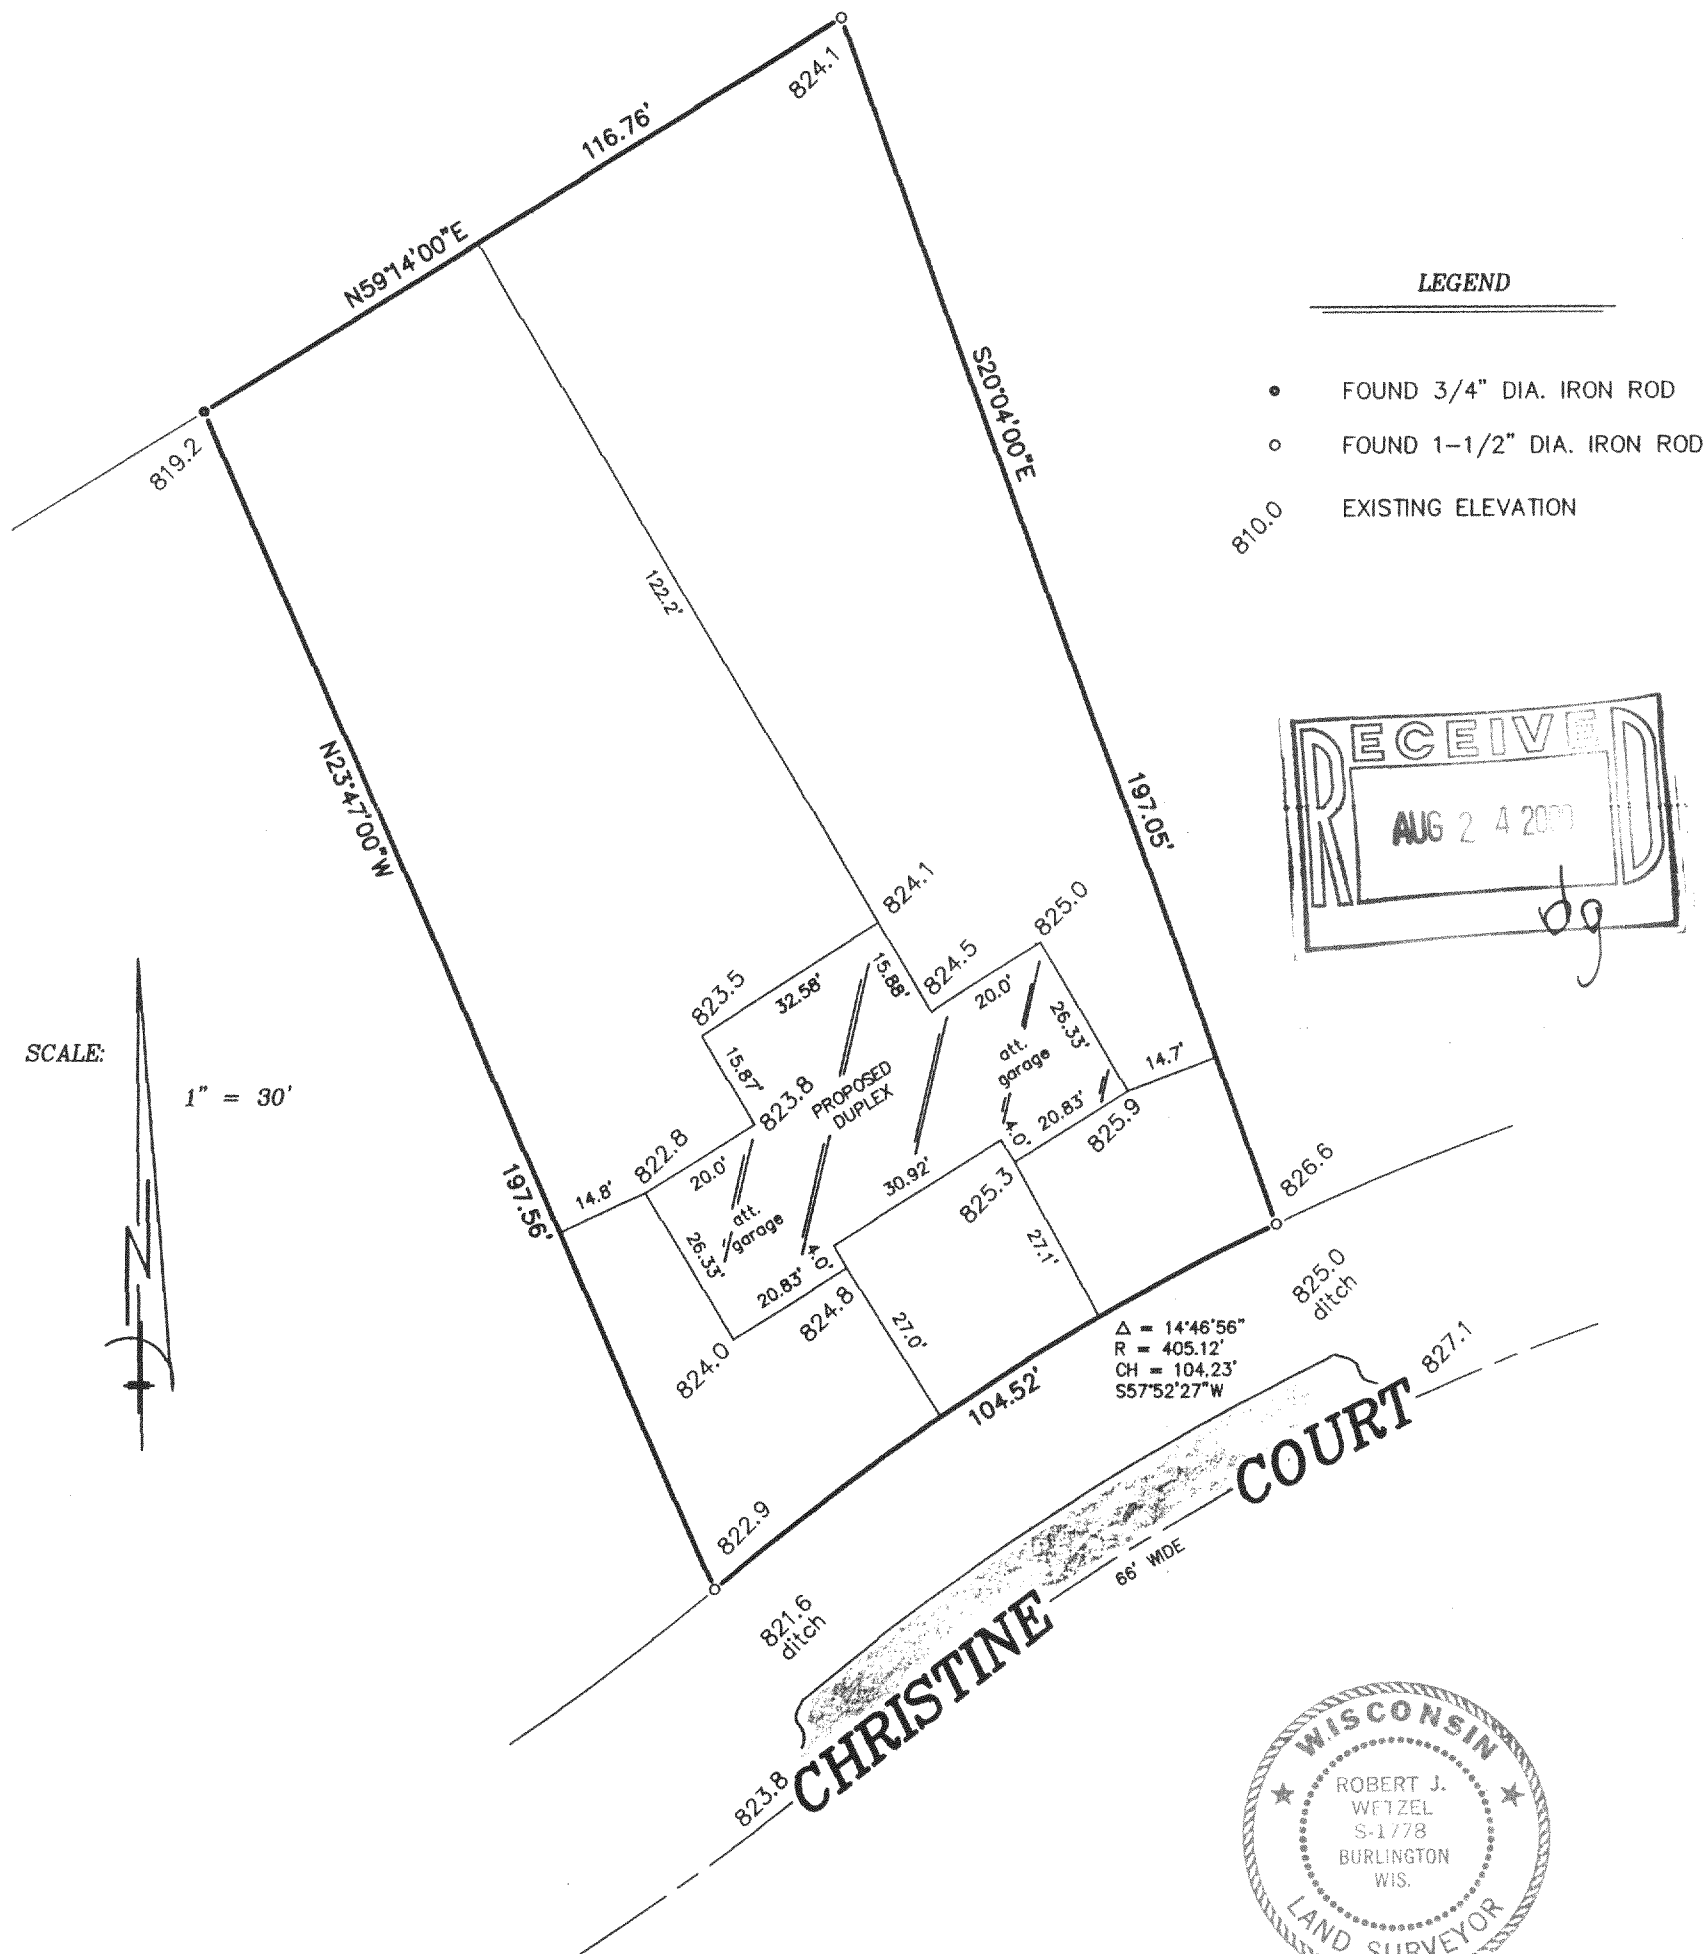 824.1
116.76'
N59°14'00"E
819.2
S20°04'00"E
LEGEND
FOUND 3/4" DIA. IRON ROD
FOUND 1-1/2" DIA. IRON ROD
810.0 EXISTING ELEVATION
122.2'
N23°47'00"W
197.05'
RECEIVED
AUG 24
dg
SCALE:
1" = 30'
N
824.1
825.0
824.5
823.5
32.58'
15.88'
20.0'
26.33'
att.
garage
14.7'
15.87'
823.8
PROPOSED
DUPLEX
4.0'
20.83'
825.9
822.8
20.0'
14.8'
197.56'
30.92'
825.3
826.6
att.
garage
26.33'
4.0'
20.83'
824.8
27.1'
27.0'
824.0
825.0
ditch
Δ = 14°46'56"
R = 405.12'
CH = 104.23'
S57°52'27"W
104.52'
827.1
822.9
821.6
ditch
CHRISTINE COURT
66' WIDE
823.8
WISCONSIN
ROBERT J.
WETZEL
S-1778
BURLINGTON
WIS.
LAND SURVEYOR